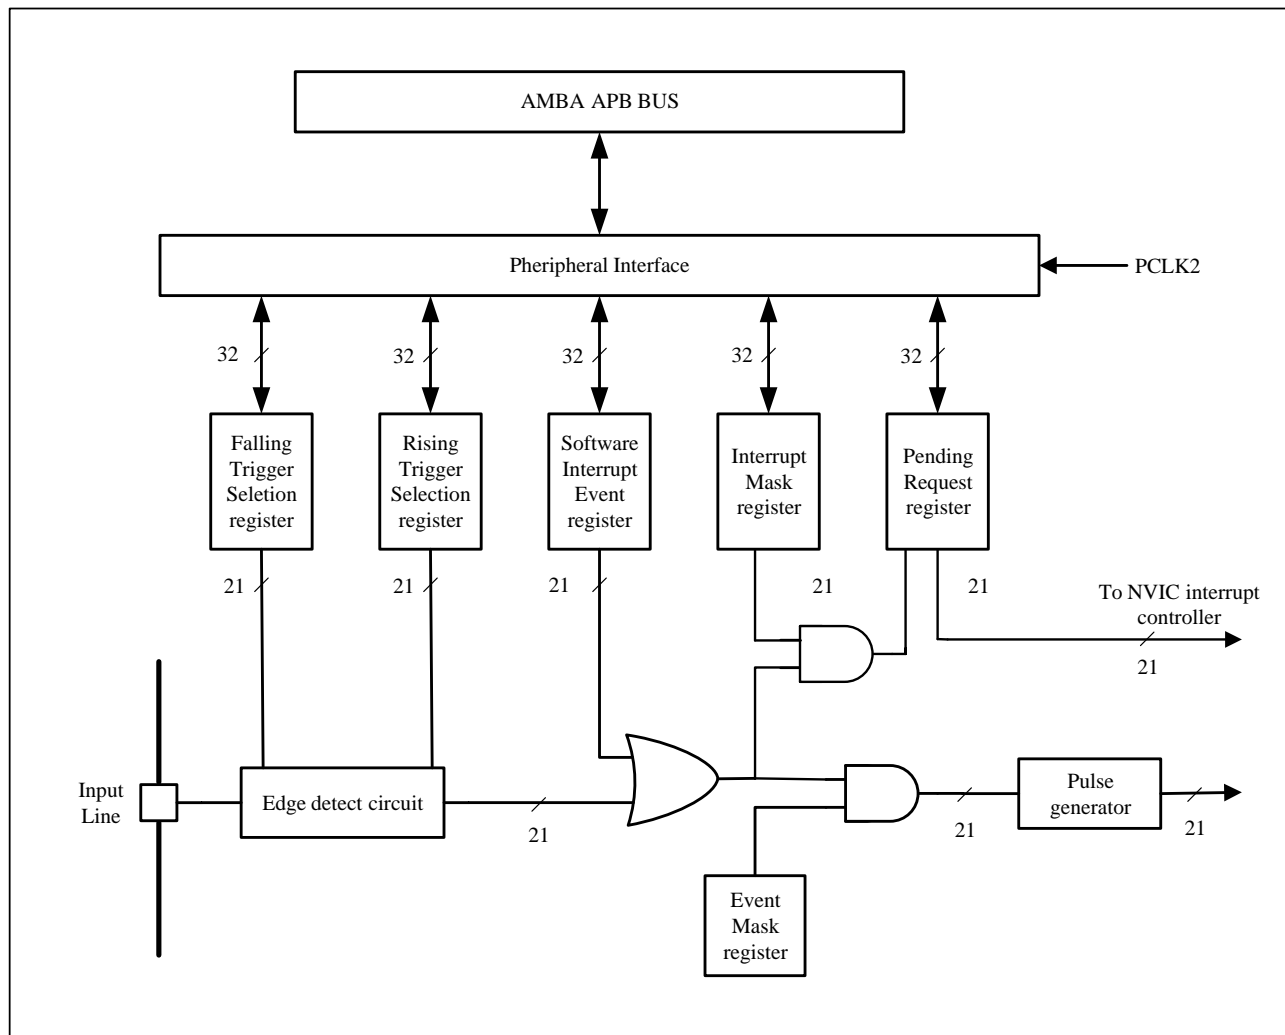 AMBA APB BUS
Pheripheral Interface
PCLK2
32
32
32
32
32
Falling
Trigger
Seletion
register
Rising
Trigger
Selection
register
Software
Interrupt
Event
register
Interrupt
Mask
register
Pending
Request
register
21
21
21
21
21
To NVIC interrupt
controller
21
Input
Line
Edge detect circuit
21
21
Pulse
generator
21
Event
Mask
register